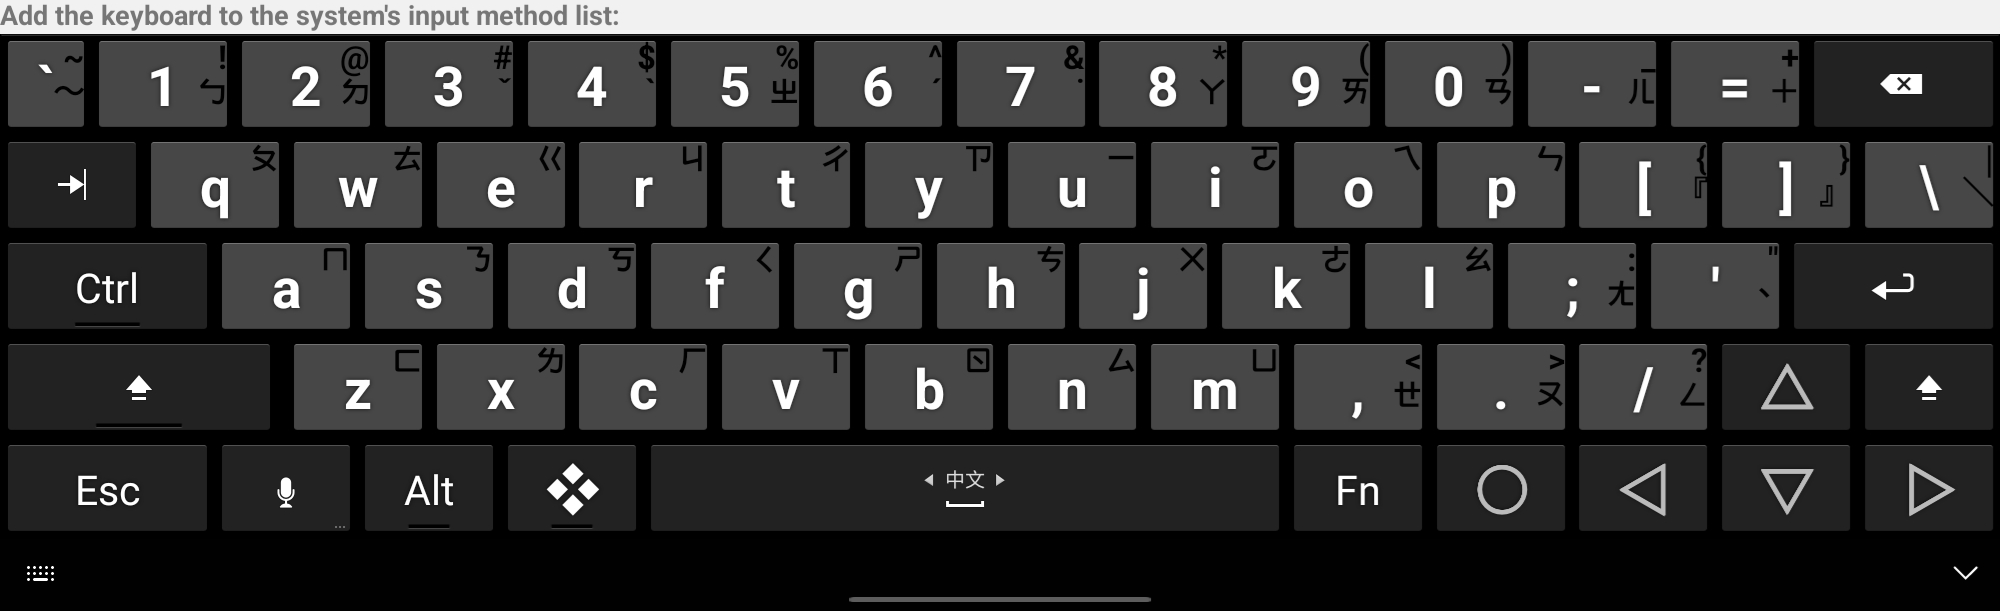 Add the keyboard to the system's input method list:
` ~ ～ 1 ! ㄅ 2 @ ㄉ 3 # ˇ 4 $ ˋ 5 % ㄓ 6 ^ ˊ 7 & ˙ 8 * ㄚ 9 ( ㄞ 0 ) ㄢ - _ ㄦ = + ＋
q ㄆ w ㄊ e ㄍ r ㄐ t ㄔ y ㄗ u ㄧ i ㄛ o ㄟ p ㄣ [ { 『 ] } 』 \ | ＼
Ctrl a ㄇ s ㄋ d ㄎ f ㄑ g ㄕ h ㄘ j ㄨ k ㄜ l ㄠ ; : ㄤ ' " 、
z ㄈ x ㄌ c ㄏ v ㄒ b ㄖ n ㄙ m ㄩ , < ㄝ . > ㄡ / ? ㄥ
Esc ... Alt 中文 Fn